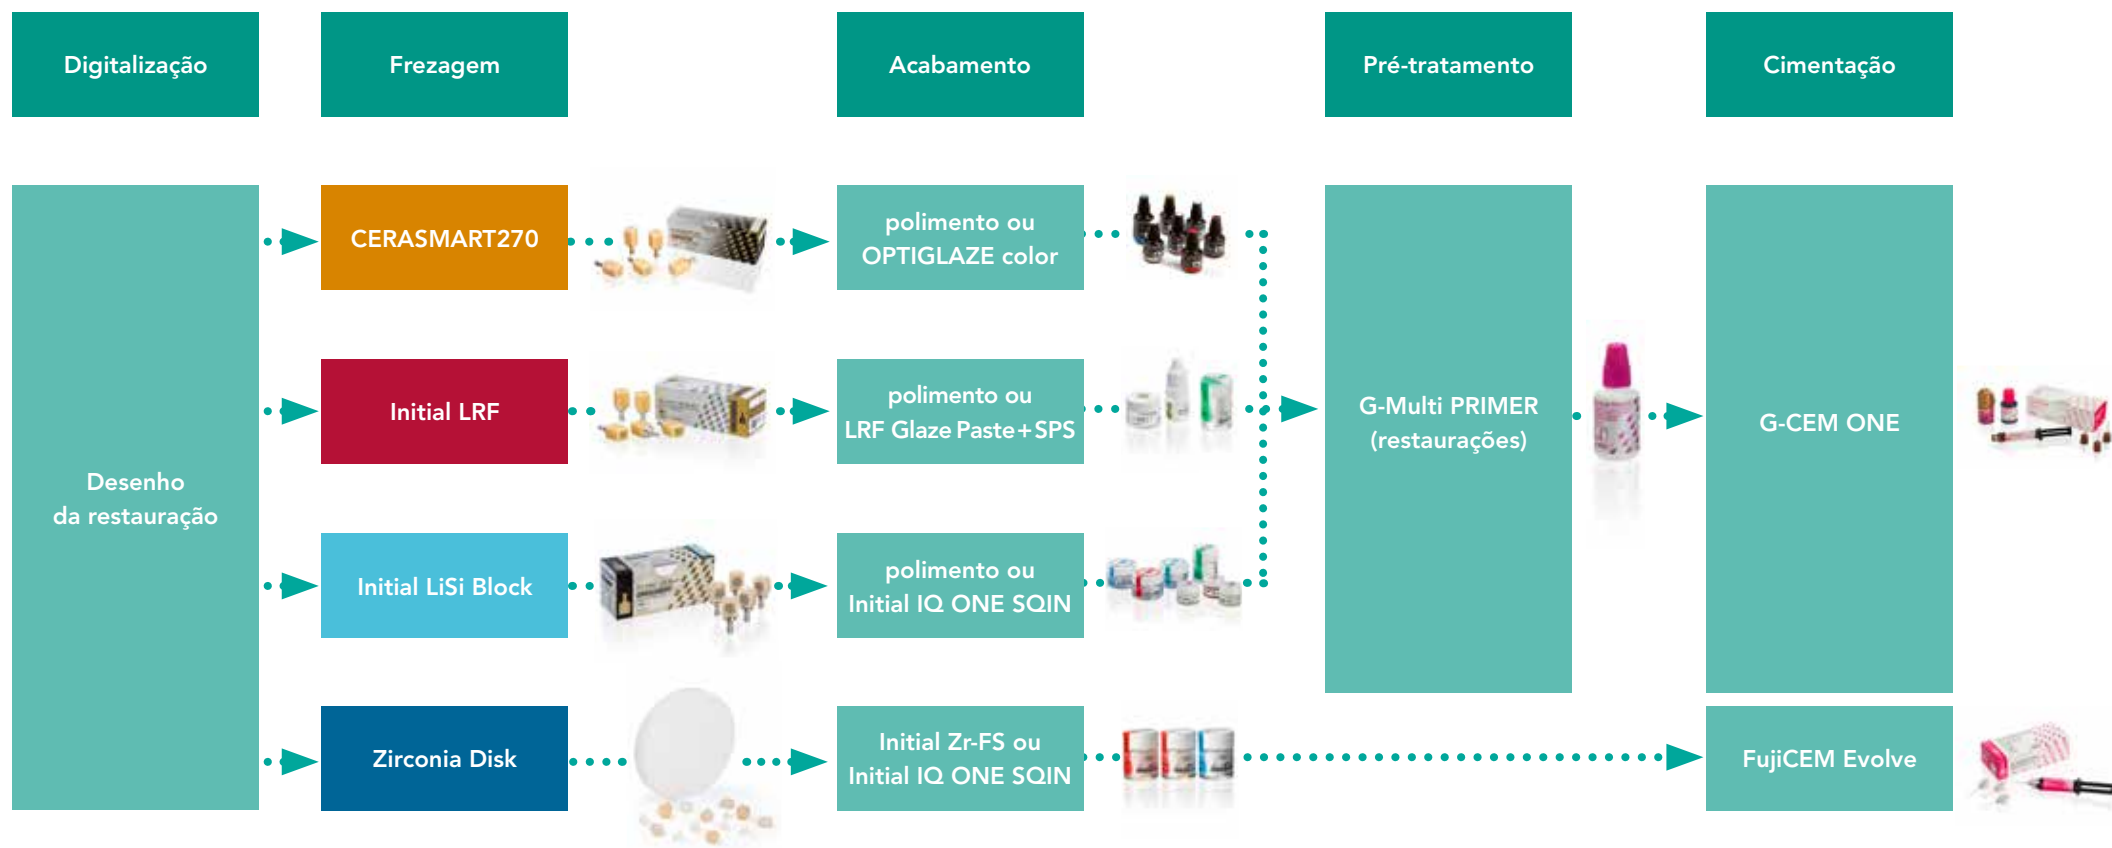 Digitalização
Frezagem
Acabamento
Pré-tratamento
Cimentação
Desenho
da restauração
CERASMART270
polimento ou
OPTIGLAZE color
Initial LRF
polimento ou
LRF Glaze Paste+SPS
Initial LiSi Block
polimento ou
Initial IQ ONE SQIN
Zirconia Disk
Initial Zr-FS ou
Initial IQ ONE SQIN
G-Multi PRIMER
(restaurações)
G-CEM ONE
FujiCEM Evolve